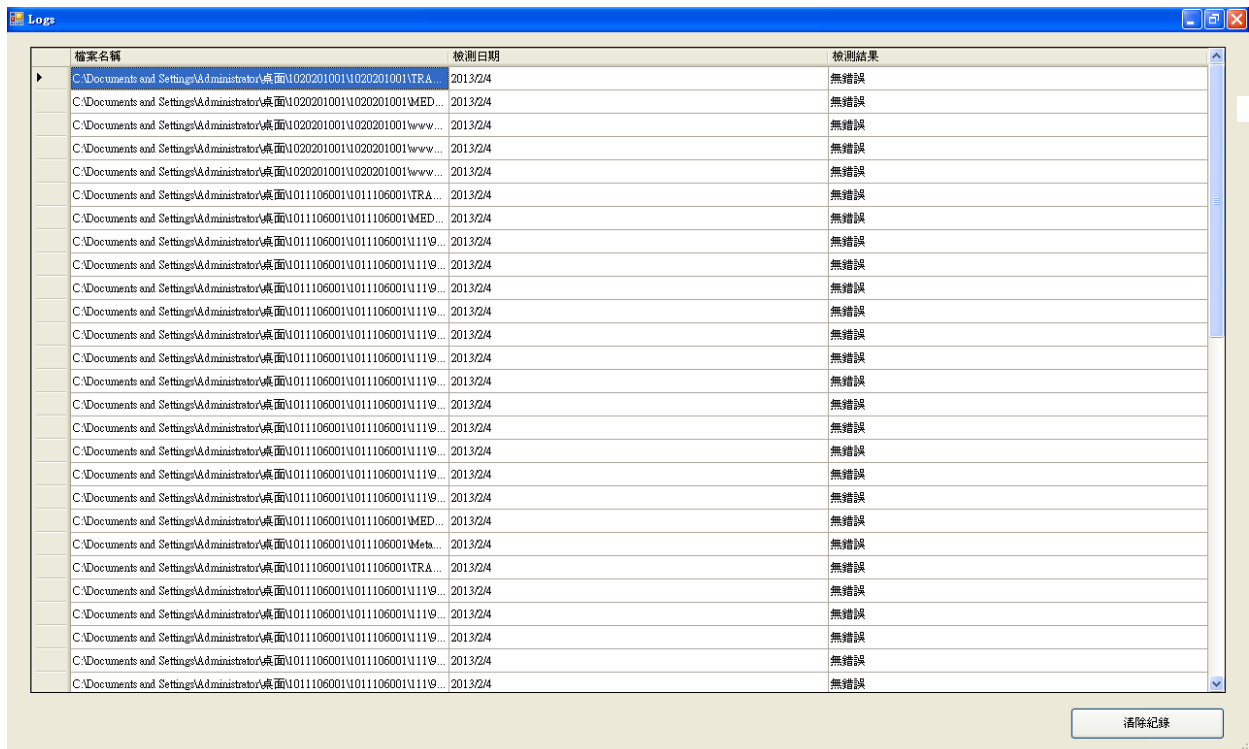 Logs
檔案名稱 檢測日期 檢測結果
C:\Documents and Settings\Administrator\桌面\1020201001\1020201001\TRA... 2013/2/4 無錯誤
C:\Documents and Settings\Administrator\桌面\1020201001\1020201001\MED... 2013/2/4 無錯誤
C:\Documents and Settings\Administrator\桌面\1020201001\1020201001\www... 2013/2/4 無錯誤
C:\Documents and Settings\Administrator\桌面\1020201001\1020201001\www... 2013/2/4 無錯誤
C:\Documents and Settings\Administrator\桌面\1020201001\1020201001\www... 2013/2/4 無錯誤
C:\Documents and Settings\Administrator\桌面\1011106001\1011106001\TRA... 2013/2/4 無錯誤
C:\Documents and Settings\Administrator\桌面\1011106001\1011106001\MED... 2013/2/4 無錯誤
C:\Documents and Settings\Administrator\桌面\1011106001\1011106001\111\9... 2013/2/4 無錯誤
C:\Documents and Settings\Administrator\桌面\1011106001\1011106001\111\9... 2013/2/4 無錯誤
C:\Documents and Settings\Administrator\桌面\1011106001\1011106001\111\9... 2013/2/4 無錯誤
C:\Documents and Settings\Administrator\桌面\1011106001\1011106001\111\9... 2013/2/4 無錯誤
C:\Documents and Settings\Administrator\桌面\1011106001\1011106001\111\9... 2013/2/4 無錯誤
C:\Documents and Settings\Administrator\桌面\1011106001\1011106001\111\9... 2013/2/4 無錯誤
C:\Documents and Settings\Administrator\桌面\1011106001\1011106001\111\9... 2013/2/4 無錯誤
C:\Documents and Settings\Administrator\桌面\1011106001\1011106001\111\9... 2013/2/4 無錯誤
C:\Documents and Settings\Administrator\桌面\1011106001\1011106001\111\9... 2013/2/4 無錯誤
C:\Documents and Settings\Administrator\桌面\1011106001\1011106001\111\9... 2013/2/4 無錯誤
C:\Documents and Settings\Administrator\桌面\1011106001\1011106001\111\9... 2013/2/4 無錯誤
C:\Documents and Settings\Administrator\桌面\1011106001\1011106001\111\9... 2013/2/4 無錯誤
C:\Documents and Settings\Administrator\桌面\1011106001\1011106001\MED... 2013/2/4 無錯誤
C:\Documents and Settings\Administrator\桌面\1011106001\1011106001\Meta... 2013/2/4 無錯誤
C:\Documents and Settings\Administrator\桌面\1011106001\1011106001\TRA... 2013/2/4 無錯誤
C:\Documents and Settings\Administrator\桌面\1011106001\1011106001\111\9... 2013/2/4 無錯誤
C:\Documents and Settings\Administrator\桌面\1011106001\1011106001\111\9... 2013/2/4 無錯誤
C:\Documents and Settings\Administrator\桌面\1011106001\1011106001\111\9... 2013/2/4 無錯誤
C:\Documents and Settings\Administrator\桌面\1011106001\1011106001\111\9... 2013/2/4 無錯誤
C:\Documents and Settings\Administrator\桌面\1011106001\1011106001\111\9... 2013/2/4 無錯誤
清除紀錄